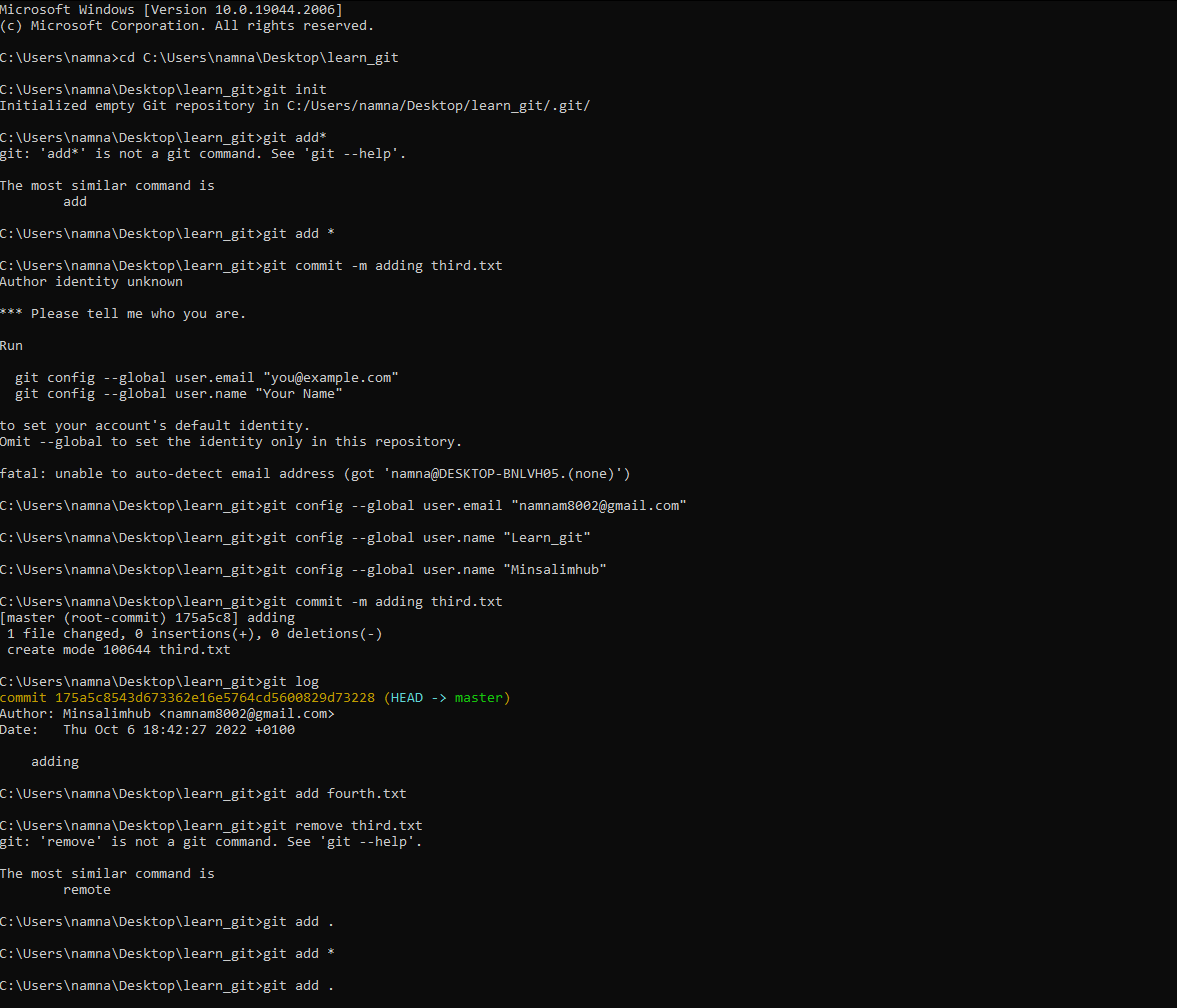 Microsoft Windows [Version 10.0.19044.2006]
(c) Microsoft Corporation. All rights reserved.
C:\Users\namna>cd C:\Users\namna\Desktop\learn_git
C:\Users\namna\Desktop\learn_git>git init
Initialized empty Git repository in C:/Users/namna/Desktop/learn_git/.git/
C:\Users\namna\Desktop\learn_git>git add*
git: 'add*' is not a git command. See 'git --help'.
The most similar command is
add
C:\Users\namna\Desktop\learn_git>git add *
C:\Users\namna\Desktop\learn_git>git commit -m adding third.txt
Author identity unknown
*** Please tell me who you are.
Run
git config --global user.email "you@example.com"
git config --global user.name "Your Name"
to set your account's default identity.
Omit --global to set the identity only in this repository.
fatal: unable to auto-detect email address (got 'namna@DESKTOP-BNLVH05.(none)')
C:\Users\namna\Desktop\learn_git>git config --global user.email "namnam8002@gmail.com"
C:\Users\namna\Desktop\learn_git>git config --global user.name "Learn_git"
C:\Users\namna\Desktop\learn_git>git config --global user.name "Minsalimhub"
C:\Users\namna\Desktop\learn_git>git commit -m adding third.txt
[master (root-commit) 175a5c8] adding
1 file changed, 0 insertions(+), 0 deletions(-)
create mode 100644 third.txt
C:\Users\namna\Desktop\learn_git>git log
commit 175a5c8543d673362e16e5764cd5600829d73228 (HEAD -> master)
Author: Minsalimhub <namnam8002@gmail.com>
Date:   Thu Oct 6 18:42:27 2022 +0100
adding
C:\Users\namna\Desktop\learn_git>git add fourth.txt
C:\Users\namna\Desktop\learn_git>git remove third.txt
git: 'remove' is not a git command. See 'git --help'.
The most similar command is
remote
C:\Users\namna\Desktop\learn_git>git add .
C:\Users\namna\Desktop\learn_git>git add *
C:\Users\namna\Desktop\learn_git>git add .